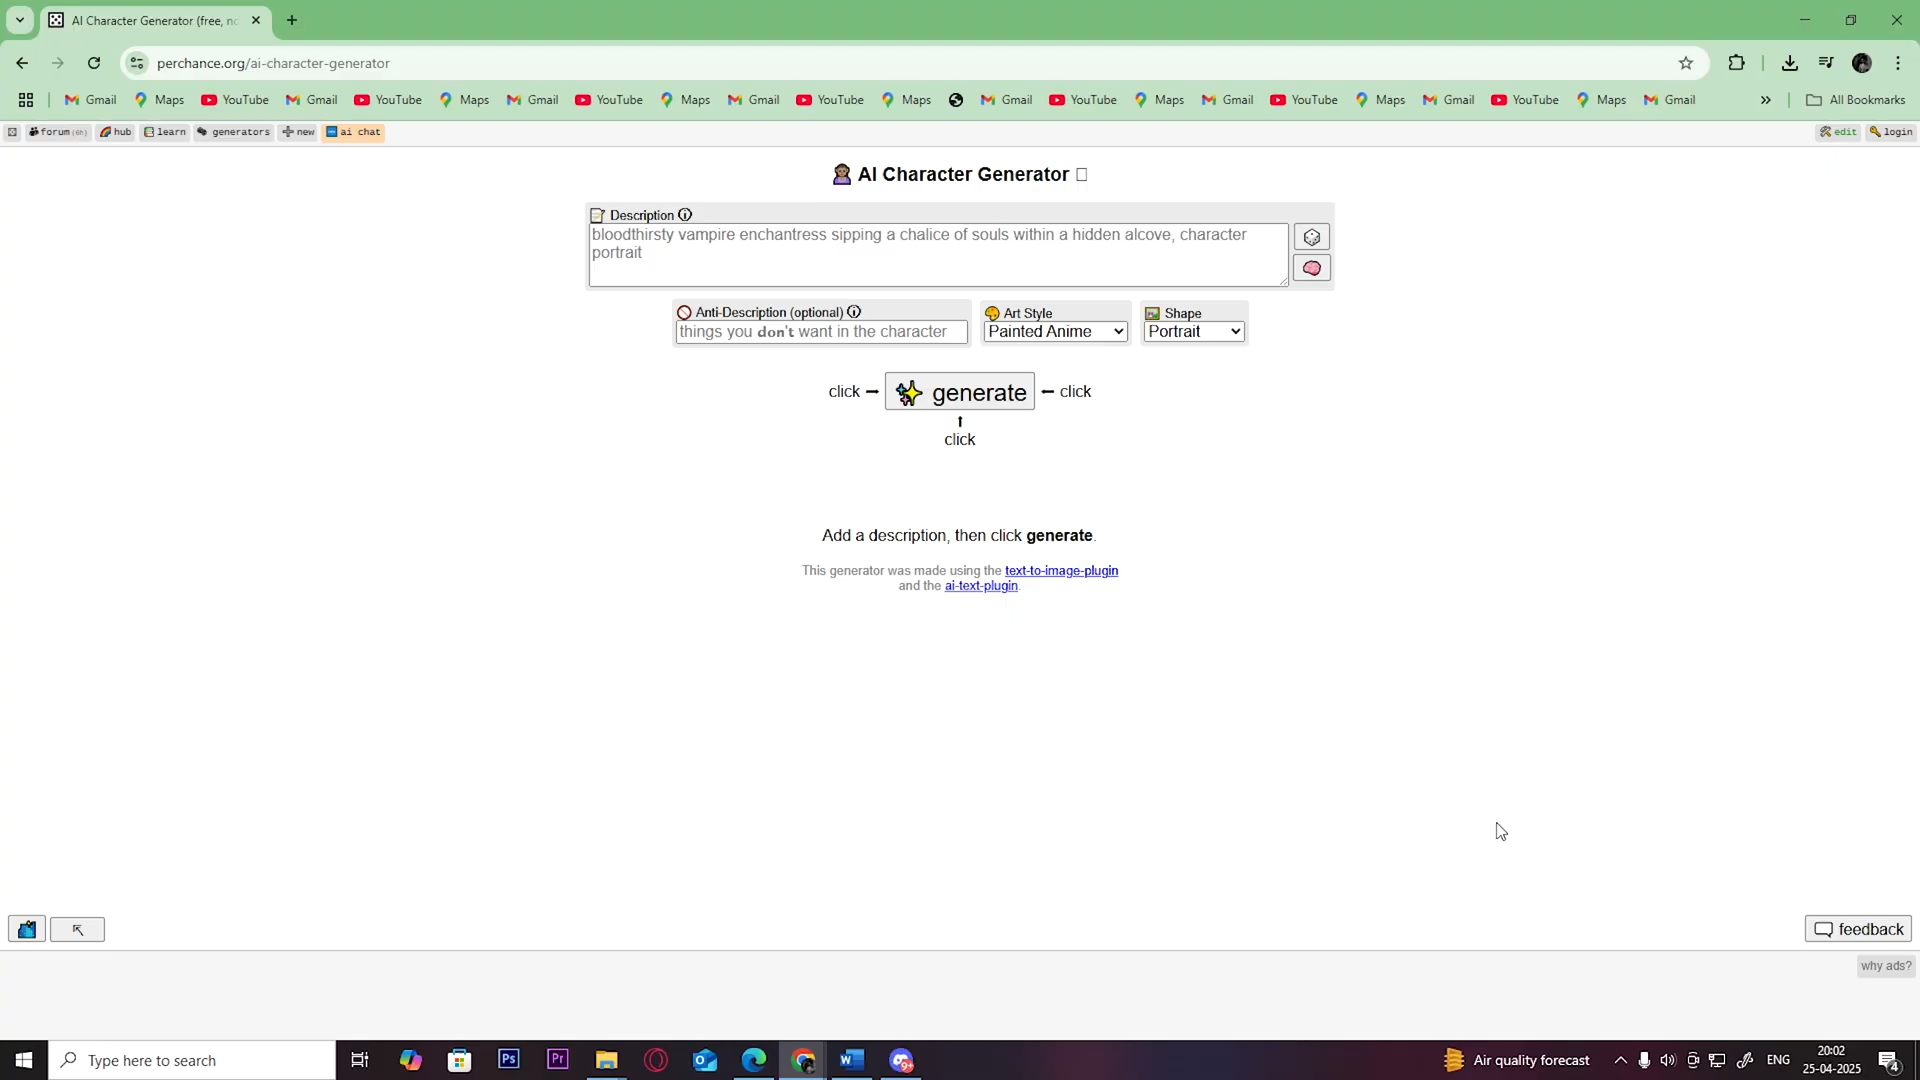 AI Character Generator (free, no
perchance.org/ai-character-generator
Gmail Maps YouTube Gmail YouTube Maps Gmail YouTube Maps Gmail YouTube Maps Gmail YouTube Maps Gmail YouTube Maps Gmail YouTube Maps Gmail » All Bookmarks
forum(6h) hub learn generators new ai chat edit login
AI Character Generator
Description
bloodthirsty vampire enchantress sipping a chalice of souls within a hidden alcove, character
portrait
Anti-Description (optional) Art Style Shape
things you don't want in the character Painted Anime Portrait
click generate click
click
Add a description, then click generate.
This generator was made using the text-to-image-plugin
and the ai-text-plugin.
feedback
why ads?
Type here to search Ps Pr 9+ Air quality forecast ENG 20:02
25-04-2025 4